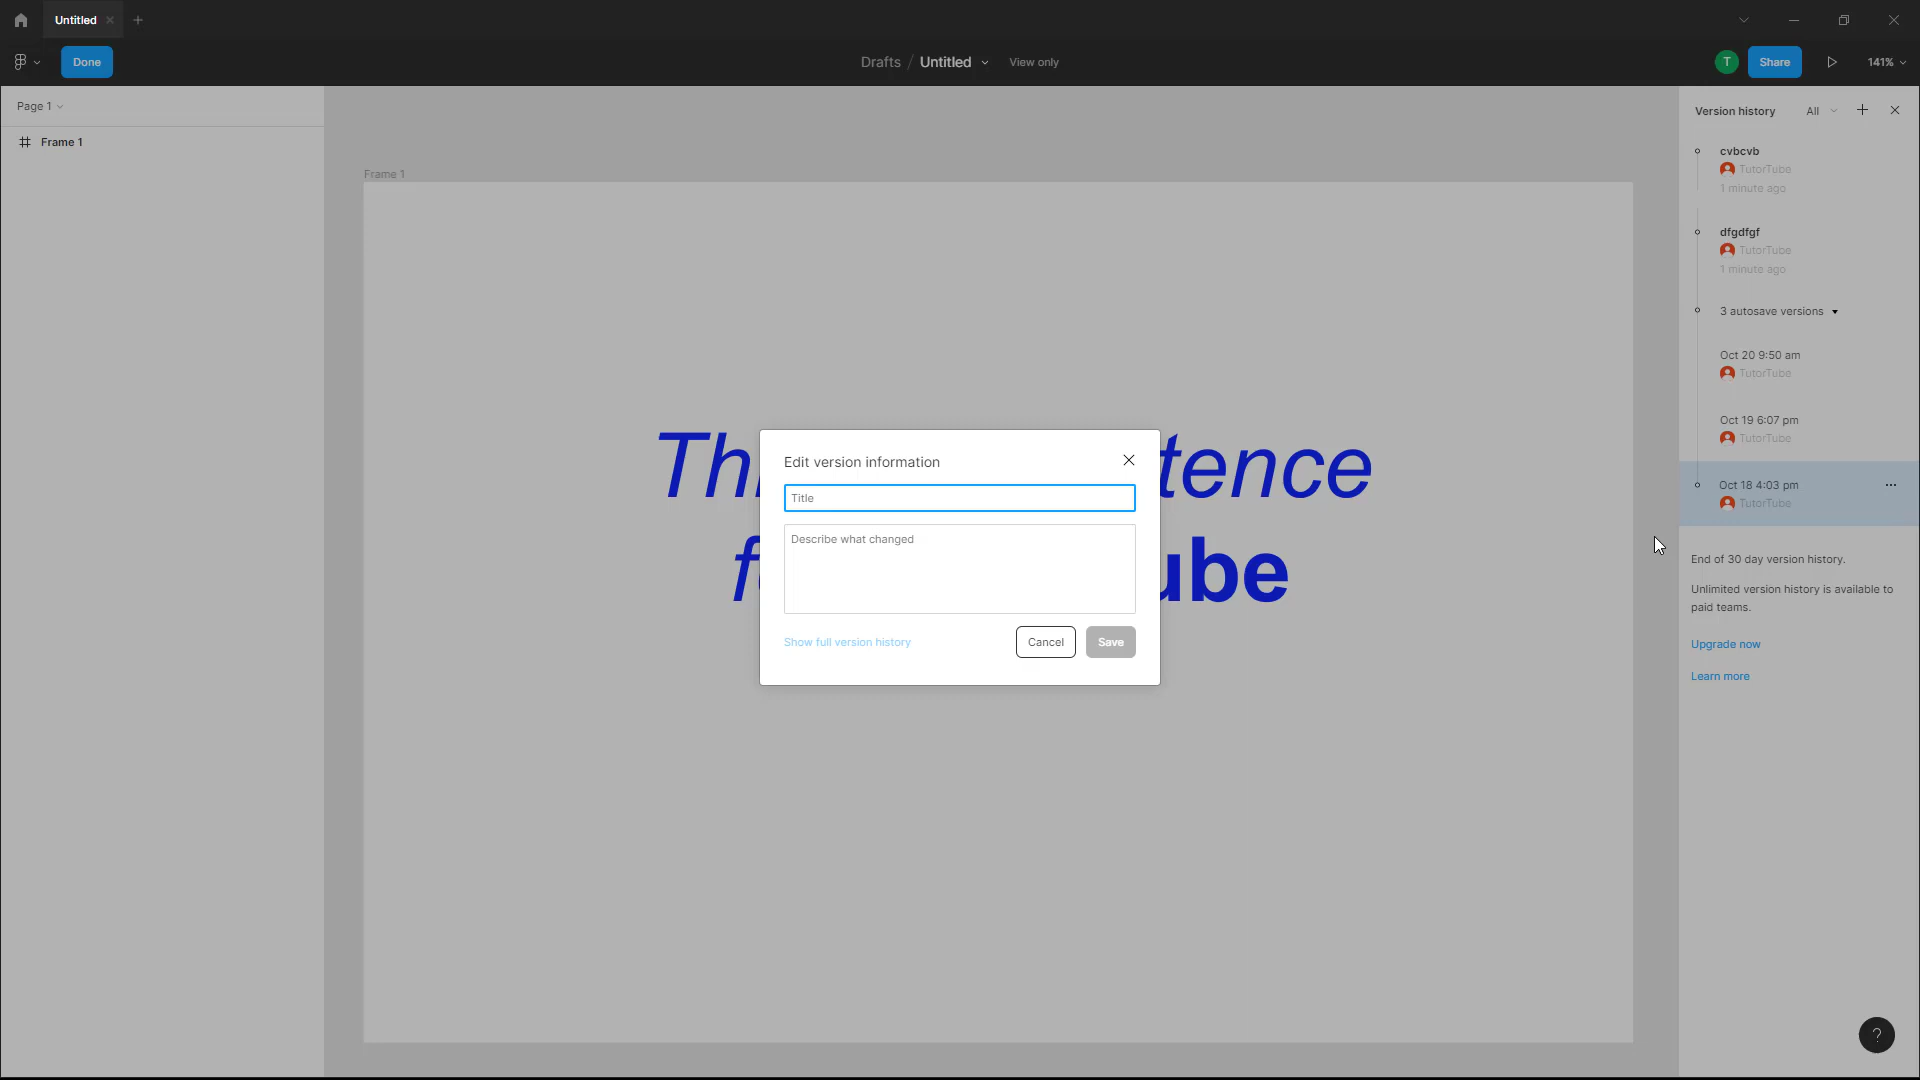 Untitled
Done
Drafts / Untitled
View only
T
Share
141%
Page 1
Frame 1
Frame 1
Version history
All
cvbcvb
TutorTube
1 minute ago
dfgdfgf
TutorTube
1 minute ago
3 autosave versions
Oct 20 9:50 am
TutorTube
Oct 19 6:07 pm
TutorTube
Oct 18 4:03 pm
TutorTube
End of 30 day version history.
Unlimited version history is available to
paid teams.
Upgrade now
Learn more
Edit version information
Title
Describe what changed
Show full version history
Cancel
Save
?